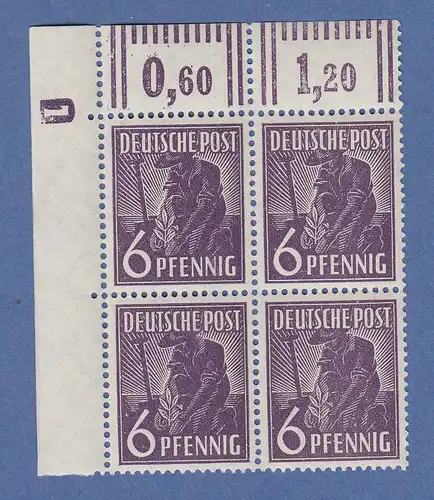 0,60 1,20
DEUTSCHE POST DEUTSCHE POST
6 PFENNIG 6 PFENNIG
DEUTSCHE POST DEUTSCHE POST
6 PFENNIG 6 PFENNIG